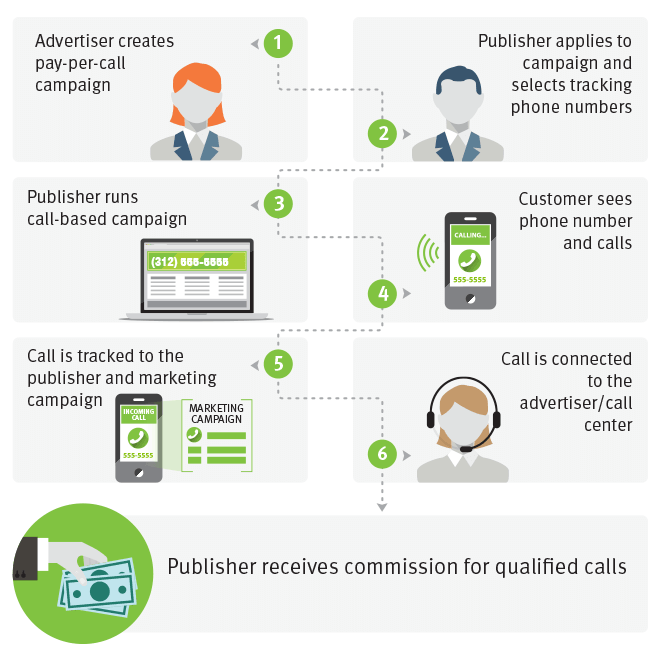 Advertiser creates
pay-per-call
campaign
1
Publisher applies to
campaign and
selects tracking
phone numbers
2
Publisher runs
call-based campaign
3
(312) 555-5555
Customer sees
phone number
and calls
CALLING...
555-5555
4
Call is tracked to the
publisher and marketing
campaign
5
INCOMING
CALL
555-5555
MARKETING
CAMPAIGN
Call is connected
to the
advertiser/call
center
6
Publisher receives commission for qualified calls